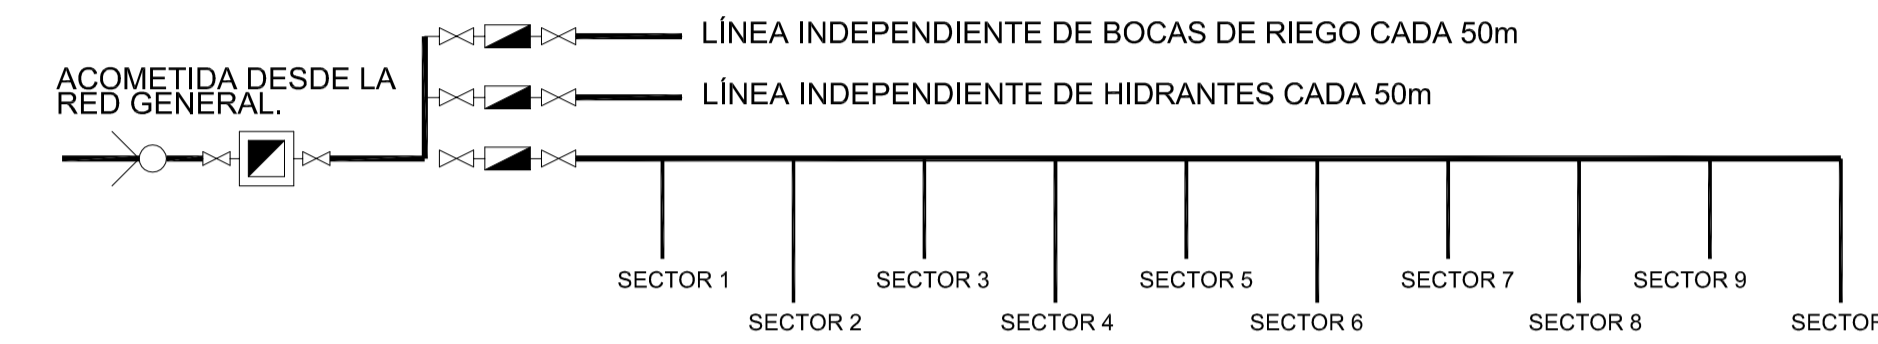 LÍNEA INDEPENDIENTE DE BOCAS DE RIEGO CADA 50m
ACOMETIDA DESDE LA
RED GENERAL.
LÍNEA INDEPENDIENTE DE HIDRANTES CADA 50m
SECTOR 1
SECTOR 2
SECTOR 3
SECTOR 4
SECTOR 5
SECTOR 6
SECTOR 7
SECTOR 8
SECTOR 9